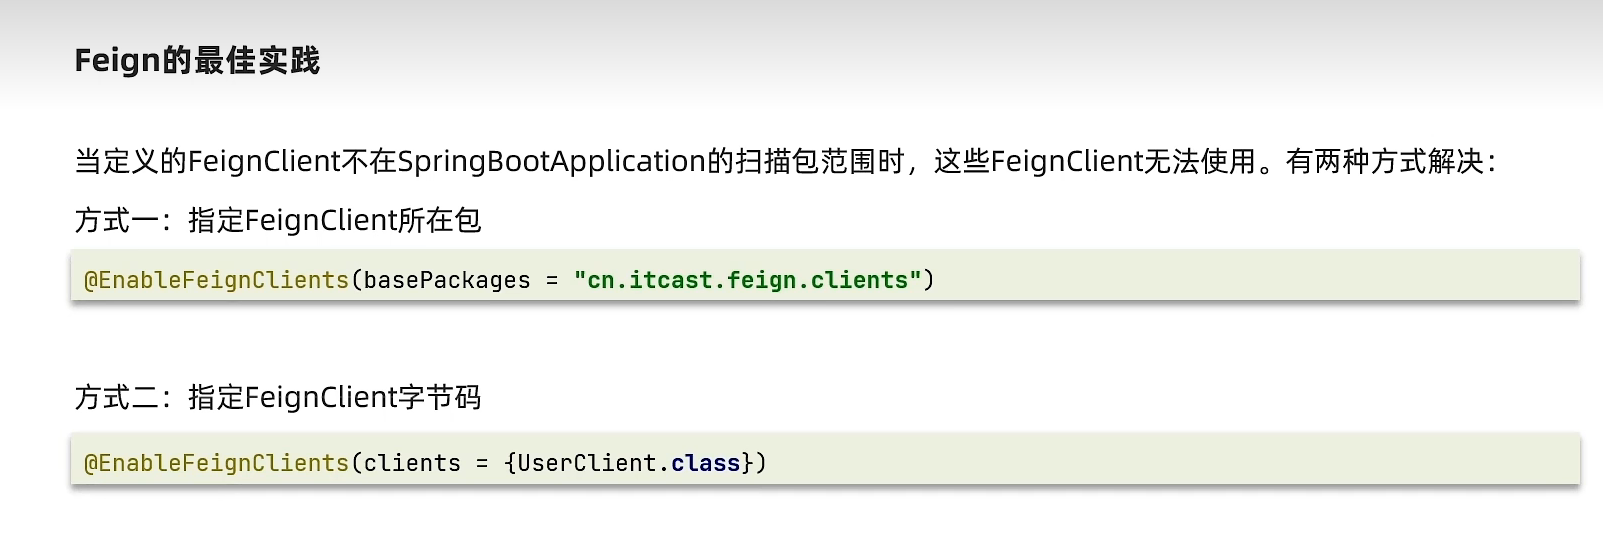 Feign的最佳实践
当定义的FeignClient不在SpringBootApplication的扫描包范围时，这些FeignClient无法使用。有两种方式解决：
方式一：指定FeignClient所在包
@EnableFeignClients(basePackages = "cn.itcast.feign.clients")
方式二：指定FeignClient字节码
@EnableFeignClients(clients = {UserClient.class})